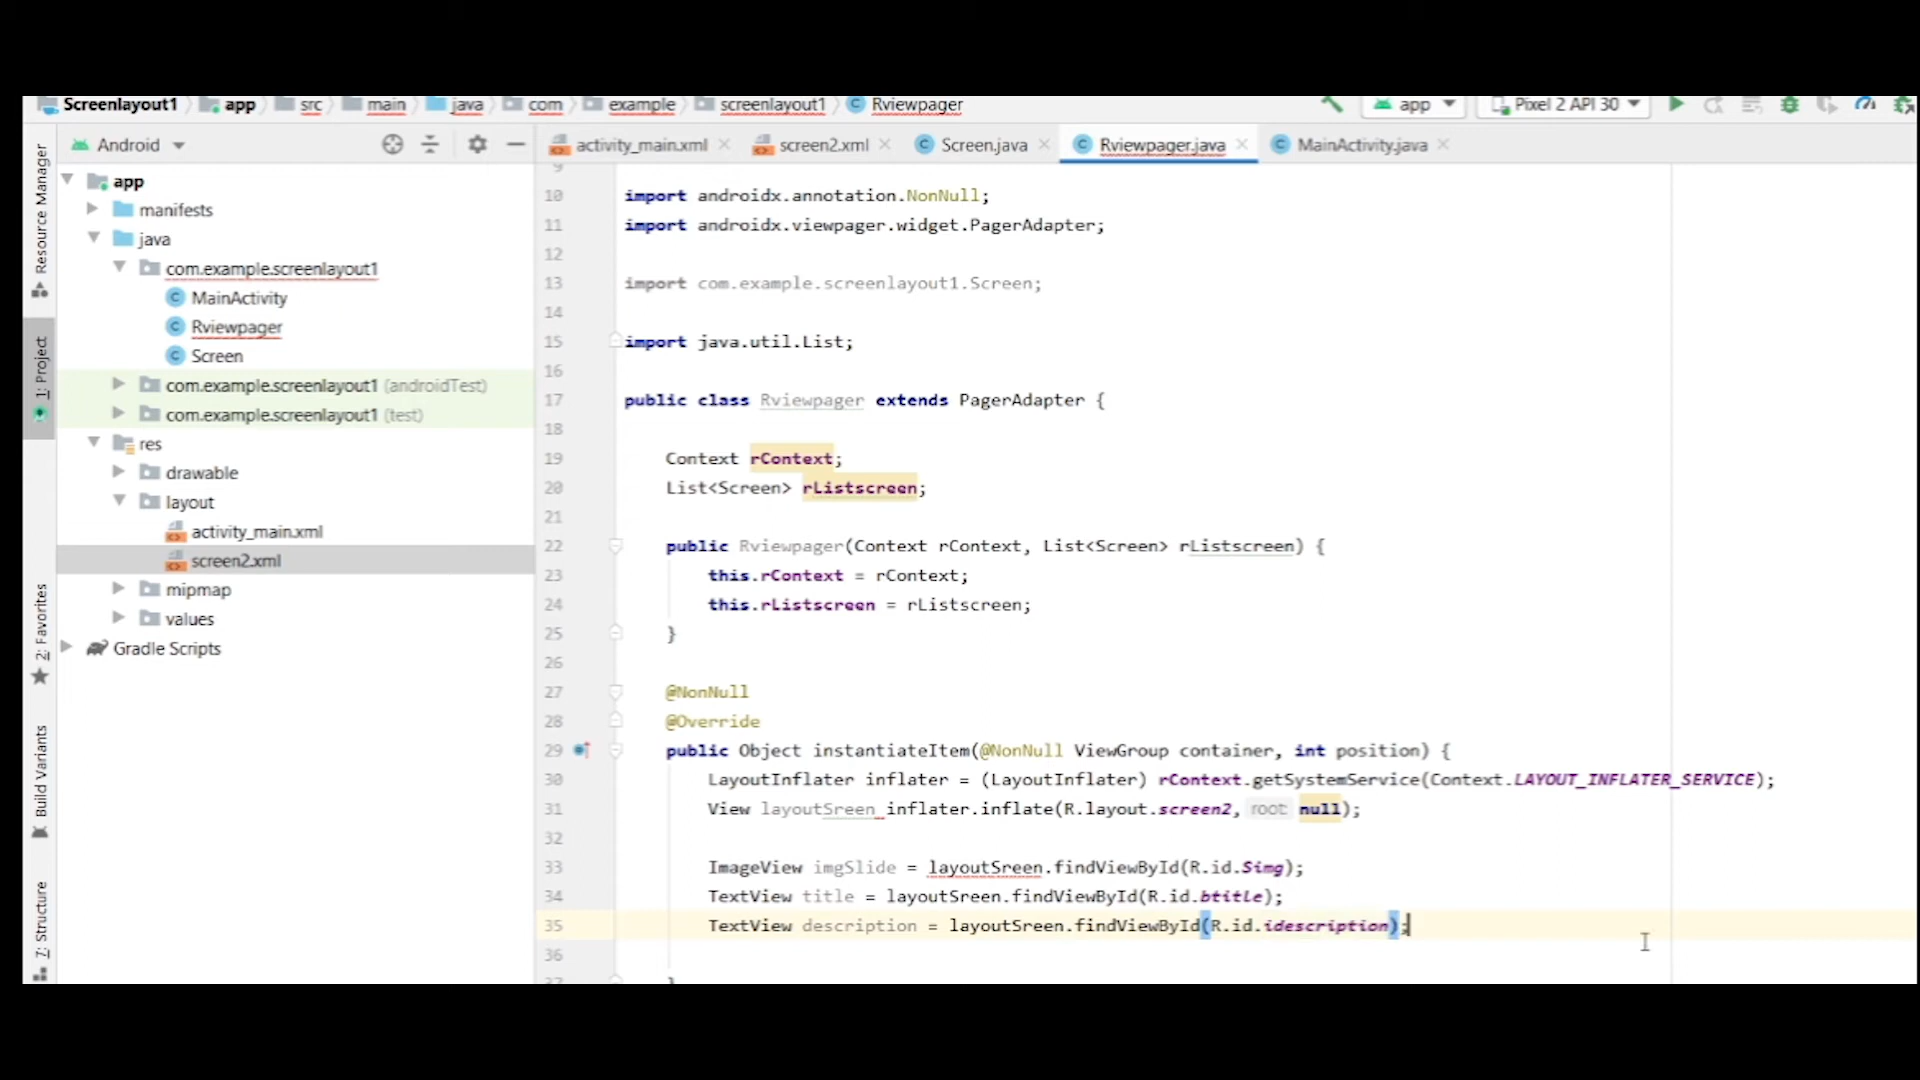 Screenlayout1 app src main java com example screenlayout1 Rviewpager app Pixel 2 API 30
Android activity_main.xml screen2.xml Screen.java Rviewpager.java MainActivity.java
Resource Manager
1: Project
2: Favorites
Build Variants
7: Structure
app
manifests
java
com.example.screenlayout1
MainActivity
Rviewpager
Screen
com.example.screenlayout1 (androidTest)
com.example.screenlayout1 (test)
res
drawable
layout
activity_main.xml
screen2.xml
mipmap
values
Gradle Scripts
9
10 import androidx.annotation.NonNull;
11 import androidx.viewpager.widget.PagerAdapter;
12
13 import com.example.screenlayout1.Screen;
14
15 import java.util.List;
16
17 public class Rviewpager extends PagerAdapter {
18
19 Context rContext;
20 List<Screen> rListscreen;
21
22 public Rviewpager(Context rContext, List<Screen> rListscreen) {
23 this.rContext = rContext;
24 this.rListscreen = rListscreen;
25 }
26
27 @NonNull
28 @Override
29 public Object instantiateItem(@NonNull ViewGroup container, int position) {
30 LayoutInflater inflater = (LayoutInflater) rContext.getSystemService(Context.LAYOUT_INFLATER_SERVICE);
31 View layoutSreen inflater.inflate(R.layout.screen2, root: null);
32
33 ImageView imgSlide = layoutSreen.findViewById(R.id.Simg);
34 TextView title = layoutSreen.findViewById(R.id.btitle);
35 TextView description = layoutSreen.findViewById(R.id.idescription);
36
37 }